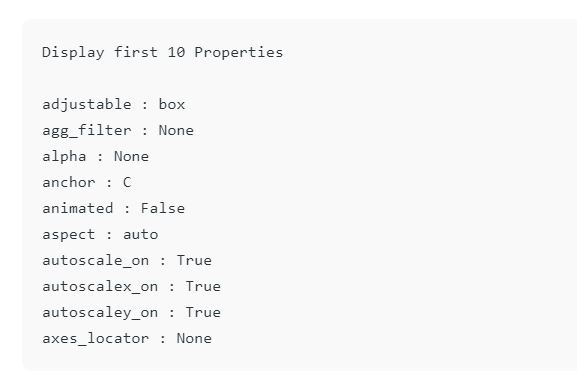 Display first 10 Properties
adjustable : box
agg_filter : None
alpha : None
anchor : C
animated : False
aspect : auto
autoscale_on : True
autoscalex_on : True
autoscaley_on : True
axes_locator : None